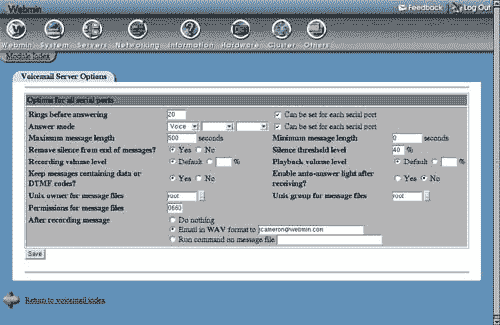 Webmin
Feedback Log Out
Webmin System Servers Networking Information Hardware Cluster Others
Module Index
Voicemail Server Options
Options for all serial ports
Rings before answering 20 Can be set for each serial port
Answer mode Voice Can be set for each serial port
Maximum message length 500 seconds Minimum message length 0 seconds
Remove silence from end of messages? Yes No Silence threshold level 40 %
Recording volume level Default % Playback volume level Default %
Keep messages containing data or DTMF codes? Yes No Enable auto-answer light after receiving? Yes No
Unix owner for message files root ... Unix group for message files root ...
Permissions for message files 0660
After recording message Do nothing
Email in WAV format to jcameron@webmin.com
Run command on message file
Save
Return to voicemail index